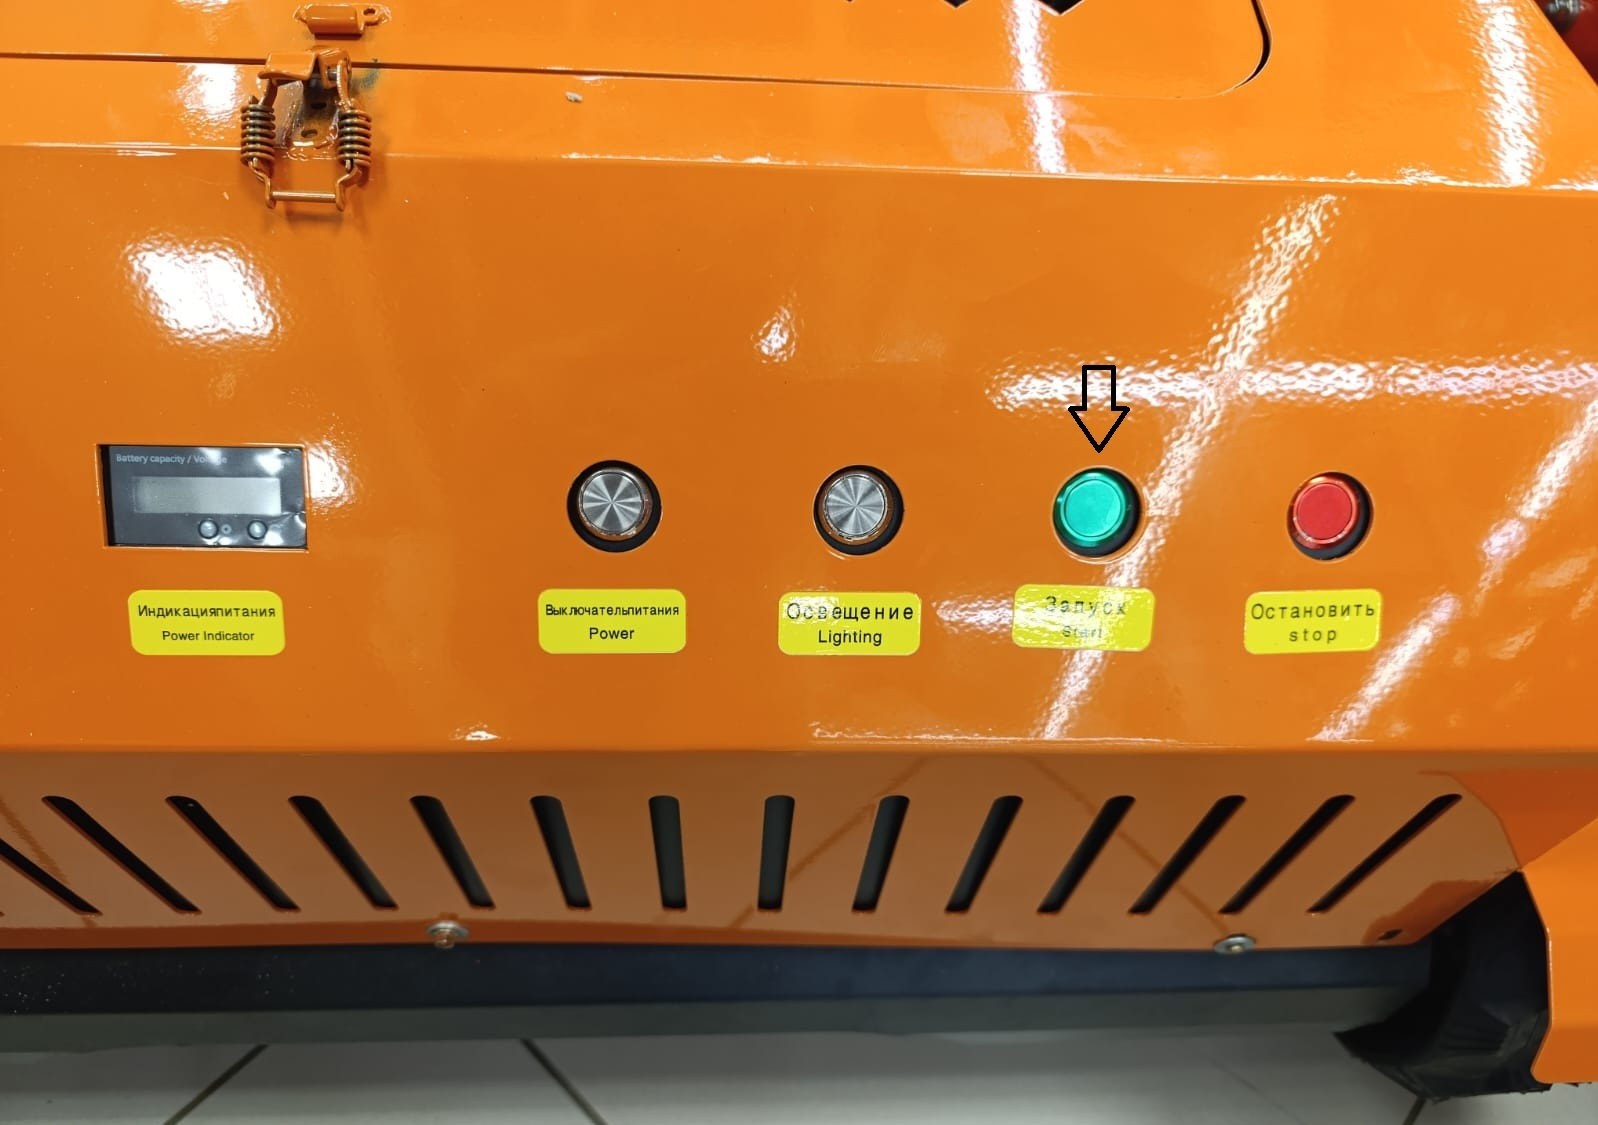 Battery capacity / Voltage
Индикацияпитания
Power Indicator
Выключательпитания
Power
Освещение
Lighting
Запуск
Start
Остановить
stop